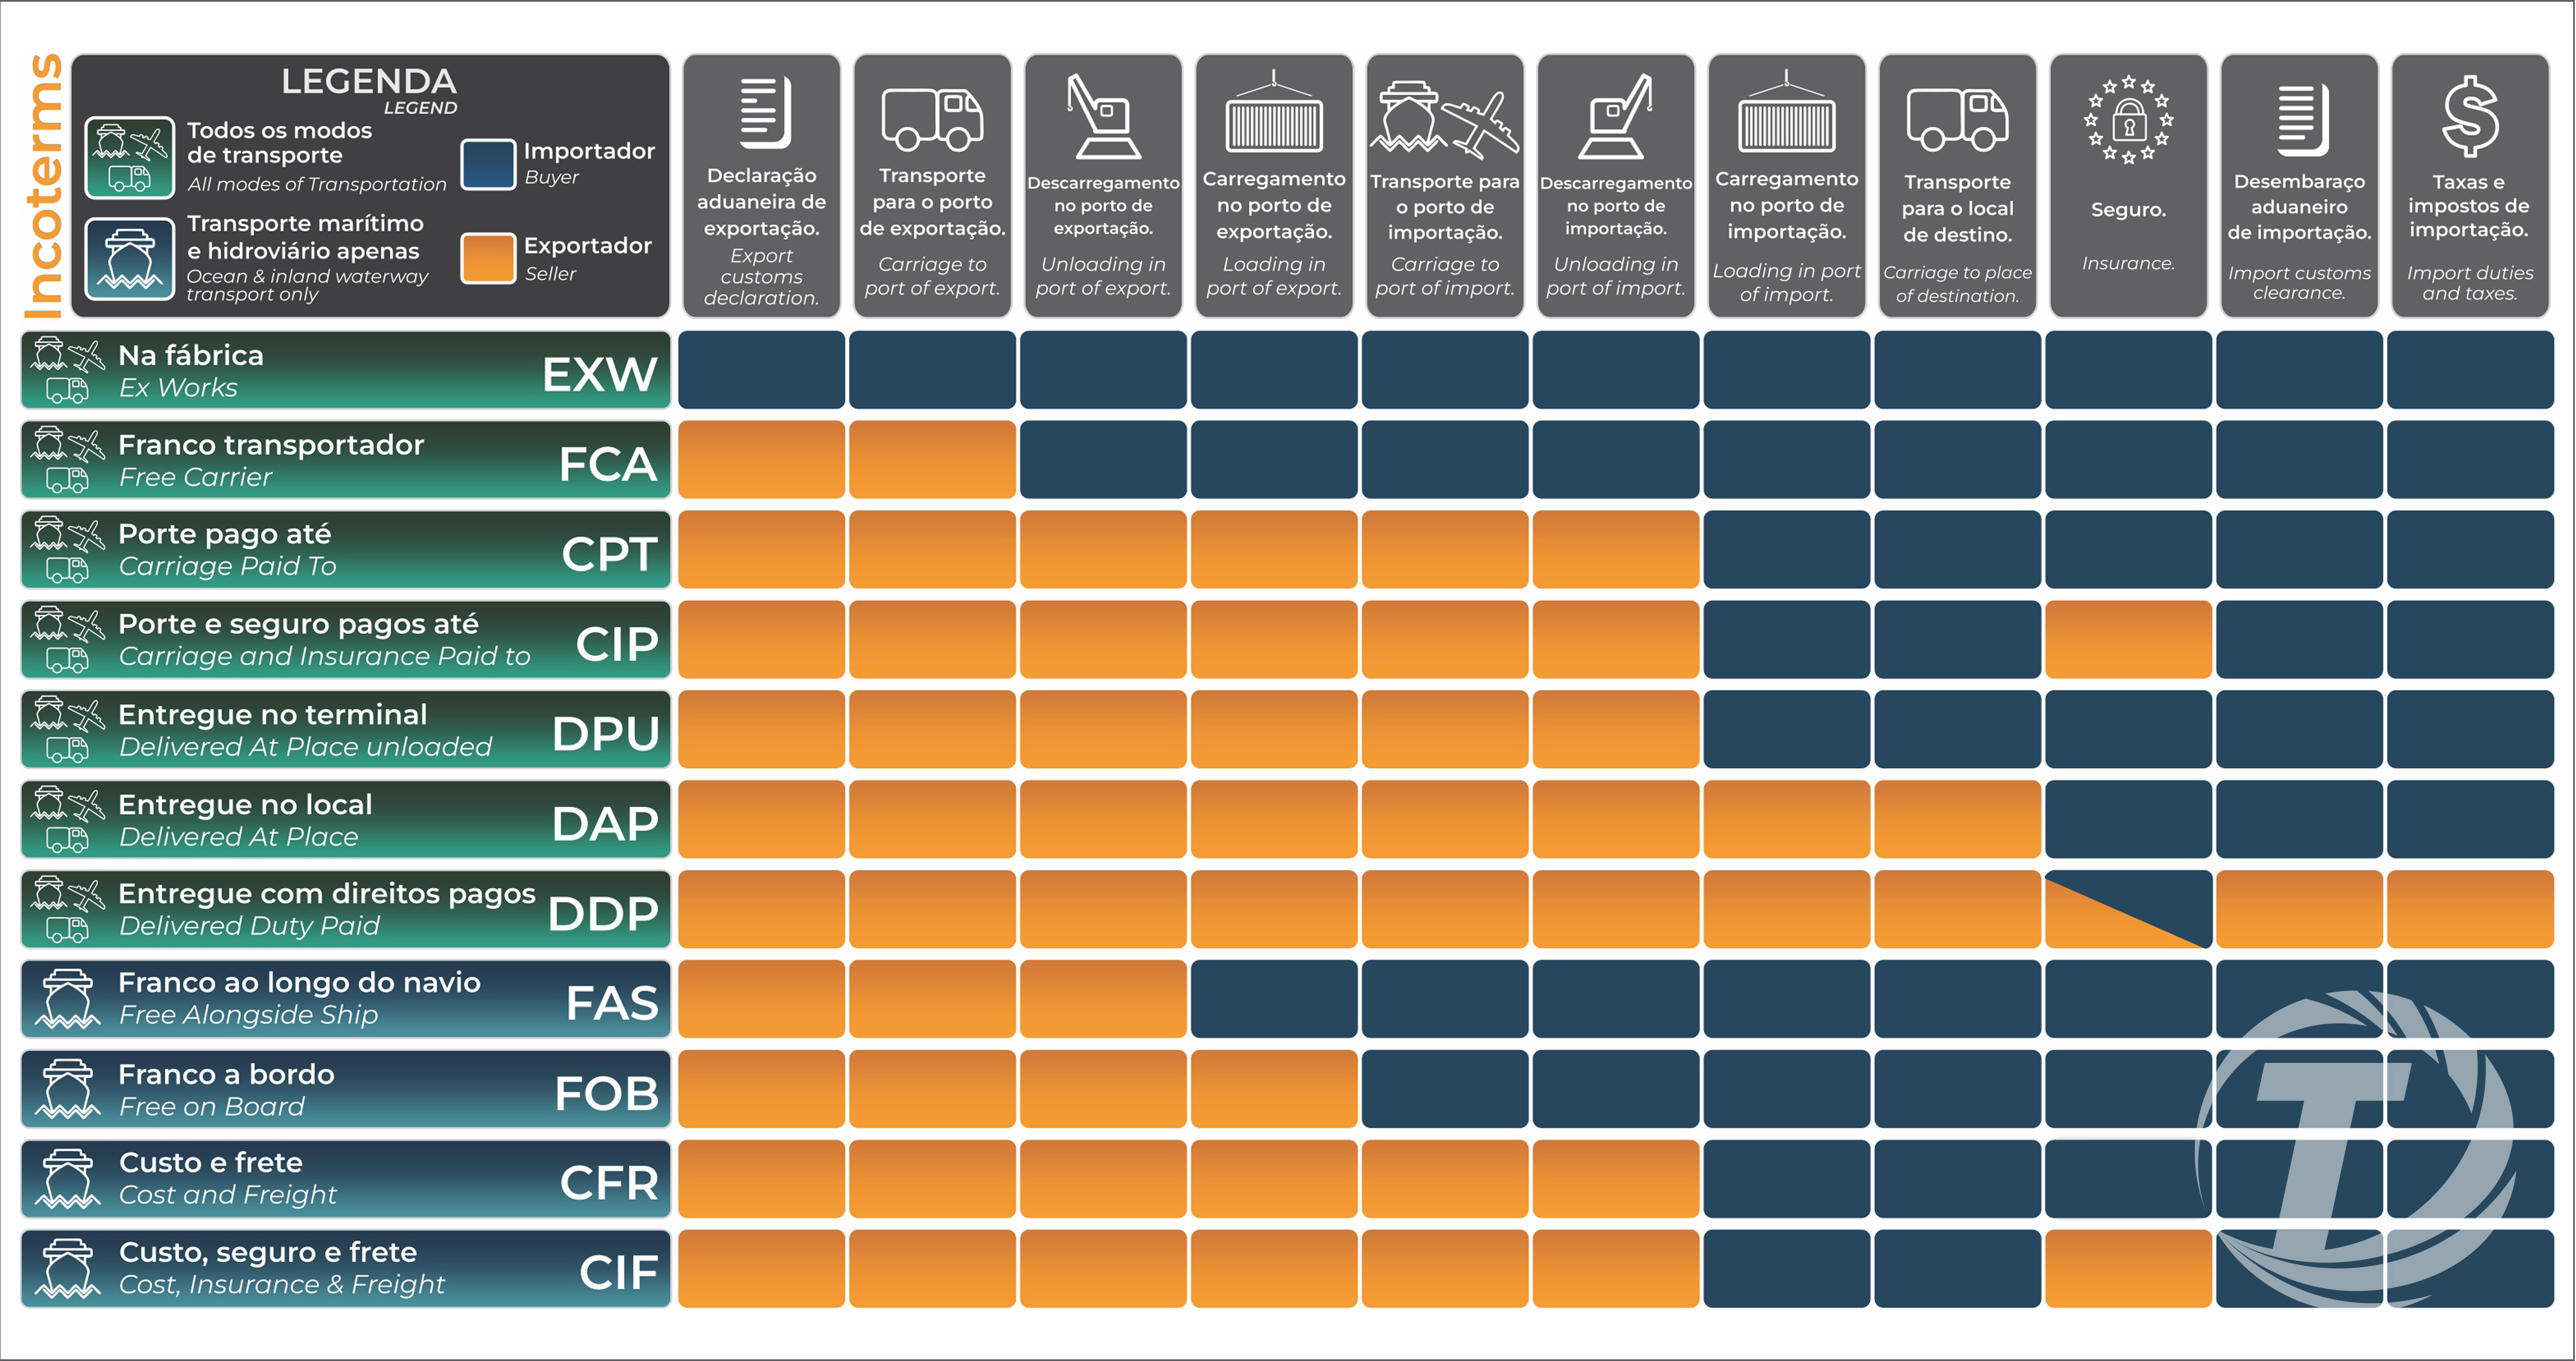 Incoterms
LEGENDA
LEGEND
Todos os modos
de transporte
All modes of Transportation
Importador
Buyer
Transporte marítimo
e hidroviário apenas
Ocean & inland waterway
transport only
Exportador
Seller
Declaração
aduaneira de
exportação.
Export
customs
declaration.
Transporte
para o porto
de exportação.
Carriage to
port of export.
Descarregamento
no porto de
exportação.
Unloading in
port of export.
Carregamento
no porto de
exportação.
Loading in
port of export.
Transporte para
o porto de
importação.
Carriage to
port of import.
Descarregamento
no porto de
importação.
Unloading in
port of import.
Carregamento
no porto de
importação.
Loading in port
of import.
Transporte
para o local
de destino.
Carriage to place
of destination.
Seguro.
Insurance.
Desembaraço
aduaneiro
de importação.
Import customs
clearance.
$
Taxas e
impostos de
importação.
Import duties
and taxes.
Na fábrica
Ex Works
EXW
Franco transportador
Free Carrier
FCA
Porte pago até
Carriage Paid To
CPT
Porte e seguro pagos até
Carriage and Insurance Paid to
CIP
Entregue no terminal
Delivered At Place unloaded
DPU
Entregue no local
Delivered At Place
DAP
Entregue com direitos pagos
Delivered Duty Paid
DDP
Franco ao longo do navio
Free Alongside Ship
FAS
Franco a bordo
Free on Board
FOB
Custo e frete
Cost and Freight
CFR
Custo, seguro e frete
Cost, Insurance & Freight
CIF
T